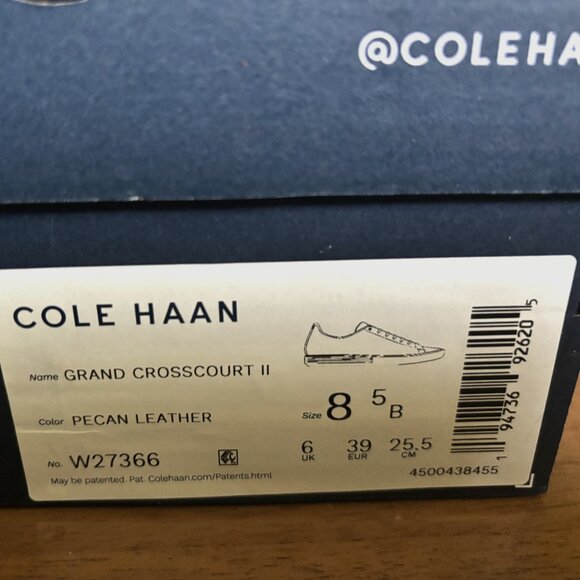 @COLEHA
COLE HAAN
Name GRAND CROSSCOURT II
Color PECAN LEATHER
Size 8 5 B
No. W27366
6 UK 39 EUR 25.5 CM
May be patented. Pat. Colehaan.com/Patents.html
1 94736 92620 5
4500438455